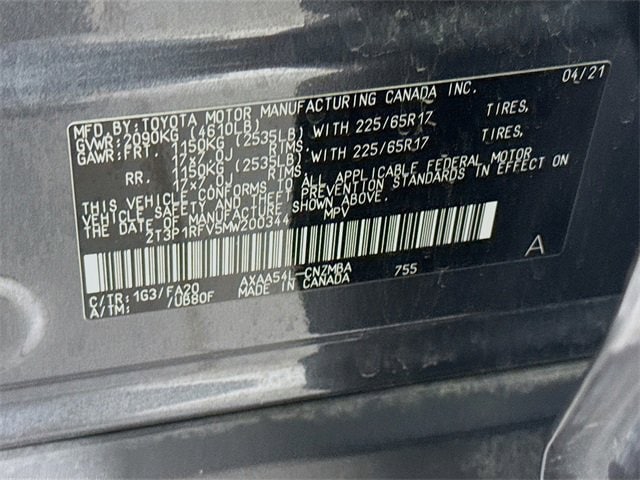 MFD.BY:TOYOTA MOTOR MANUFACTURING CANADA INC. 04/21
GVWR:2090KG (4610LB)
GAWR:FRT. 1150KG (2535LB) WITH 225/65R17 TIRES,
17x7.0J RIMS.
RR. 1150KG (2535LB) WITH 225/65R17 TIRES,
17x7.0J RIMS.
THIS VEHICLE CONFORMS TO ALL APPLICABLE FEDERAL MOTOR
VEHICLE SAFETY AND THEFT PREVENTION STANDARDS IN EFFECT ON
THE DATE OF MANUFACTURE SHOWN ABOVE.
2T3P1RFV5MW200344 MPV
A
C/TR: 1G3/FA20 AXAA54L-CNZMBA 755
A/TM: /UB80F MADE IN CANADA